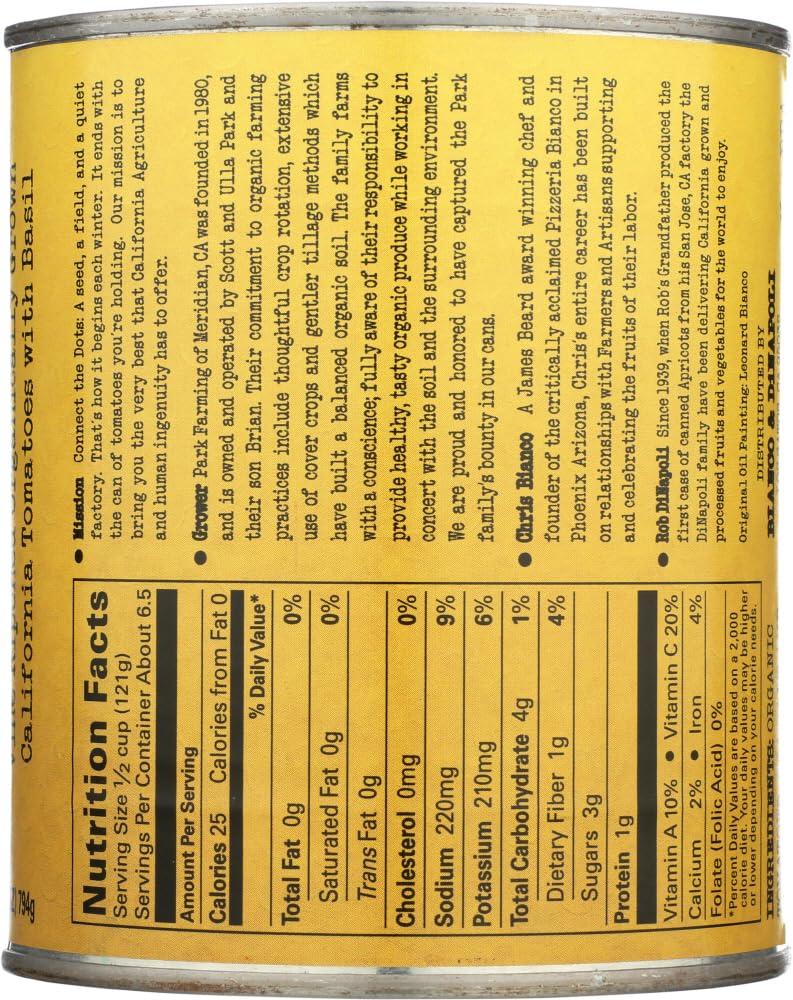 California Tomatoes with Basil
794g
Nutrition Facts
Serving Size ½ cup (121g)
Servings Per Container About 6.5
Amount Per Serving
Calories 25 Calories from Fat 0
% Daily Value*
Total Fat 0g 0%
Saturated Fat 0g 0%
Trans Fat 0g
Cholesterol 0mg 0%
Sodium 220mg 9%
Potassium 210mg 6%
Total Carbohydrate 4g 1%
Dietary Fiber 1g 4%
Sugars 3g
Protein 1g
Vitamin A 10% • Vitamin C 20%
Calcium 2% • Iron 4%
Folate (Folic Acid) 0%
*Percent Daily Values are based on a 2,000
calorie diet. Your daily values may be higher
or lower depending on your calorie needs.
INGREDIENTS: ORGANIC
• Mission Connect the Dots: A seed, a field, and a quiet
factory. That's how it begins each winter. It ends with
the can of tomatoes you're holding. Our mission is to
bring you the very best that California Agriculture
and human ingenuity has to offer.
• Grower Park Farming of Meridian, CA was founded in 1980,
and is owned and operated by Scott and Ulla Park and
their son Brian. Their commitment to organic farming
practices include thoughtful crop rotation, extensive
use of cover crops and gentler tillage methods which
have built a balanced organic soil. The family farms
with a conscience; fully aware of their responsibility to
provide healthy, tasty organic produce while working in
concert with the soil and the surrounding environment.
We are proud and honored to have captured the Park
family's bounty in our cans.
• Chris Bianco A James Beard award winning chef and
founder of the critically acclaimed Pizzeria Bianco in
Phoenix Arizona, Chris's entire career has been built
on relationships with Farmers and Artisans supporting
and celebrating the fruits of their labor.
• Rob DiNapoli Since 1939, when Rob's Grandfather produced the
first case of canned Apricots from his San Jose, CA factory the
DiNapoli family have been delivering California grown and
processed fruits and vegetables for the world to enjoy.
Original Oil Painting: Leonard Bianco
DISTRIBUTED BY
BIANCO & DINAPOLI